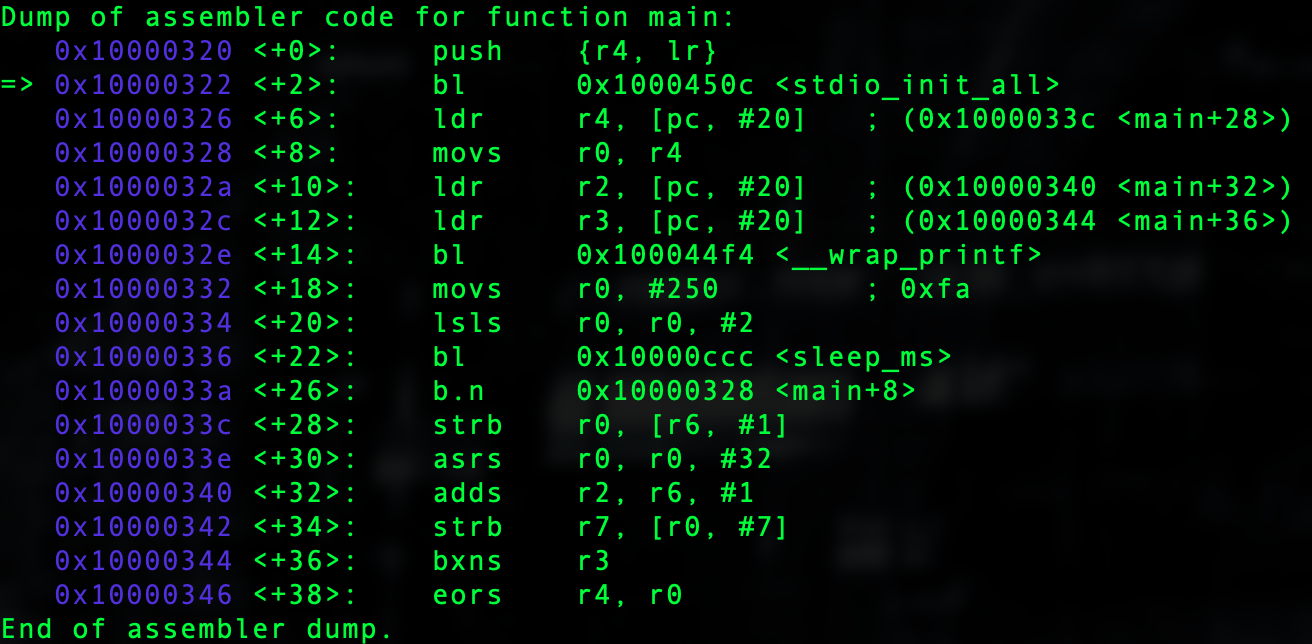 Dump of assembler code for function main:
   0x10000320 <+0>:     push    {r4, lr}
=> 0x10000322 <+2>:     bl      0x1000450c <stdio_init_all>
   0x10000326 <+6>:     ldr     r4, [pc, #20]   ; (0x1000033c <main+28>)
   0x10000328 <+8>:     movs    r0, r4
   0x1000032a <+10>:    ldr     r2, [pc, #20]   ; (0x10000340 <main+32>)
   0x1000032c <+12>:    ldr     r3, [pc, #20]   ; (0x10000344 <main+36>)
   0x1000032e <+14>:    bl      0x100044f4 <__wrap_printf>
   0x10000332 <+18>:    movs    r0, #250        ; 0xfa
   0x10000334 <+20>:    lsls    r0, r0, #2
   0x10000336 <+22>:    bl      0x10000ccc <sleep_ms>
   0x1000033a <+26>:    b.n     0x10000328 <main+8>
   0x1000033c <+28>:    strb    r0, [r6, #1]
   0x1000033e <+30>:    asrs    r0, r0, #32
   0x10000340 <+32>:    adds    r2, r6, #1
   0x10000342 <+34>:    strb    r7, [r0, #7]
   0x10000344 <+36>:    bxns    r3
   0x10000346 <+38>:    eors    r4, r0
End of assembler dump.